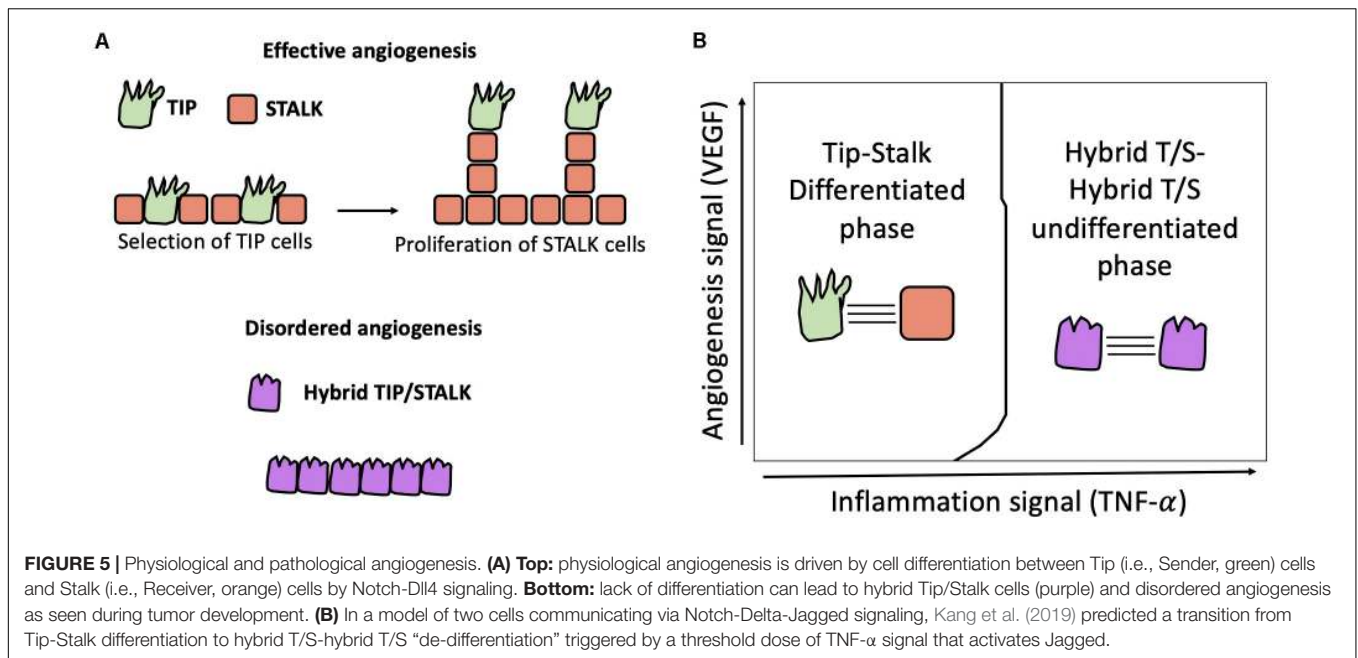 A
Effective angiogenesis
TIP
STALK
Selection of TIP cells
Proliferation of STALK cells
Disordered angiogenesis
Hybrid TIP/STALK
B
Angiogenesis signal (VEGF)
Tip-Stalk
Differentiated
phase
Hybrid T/S-
Hybrid T/S
undifferentiated
phase
Inflammation signal (TNF-α)
FIGURE 5 | Physiological and pathological angiogenesis. (A) Top: physiological angiogenesis is driven by cell differentiation between Tip (i.e., Sender, green) cells
and Stalk (i.e., Receiver, orange) cells by Notch-Dll4 signaling. Bottom: lack of differentiation can lead to hybrid Tip/Stalk cells (purple) and disordered angiogenesis
as seen during tumor development. (B) In a model of two cells communicating via Notch-Delta-Jagged signaling, Kang et al. (2019) predicted a transition from
Tip-Stalk differentiation to hybrid T/S-hybrid T/S “de-differentiation” triggered by a threshold dose of TNF-α signal that activates Jagged.